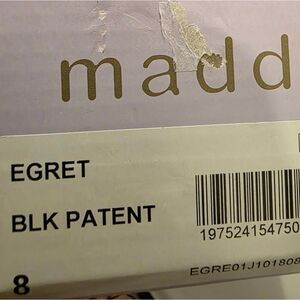 madd
EGRET
BLK PATENT
197524154750
EGRE01J101808
8